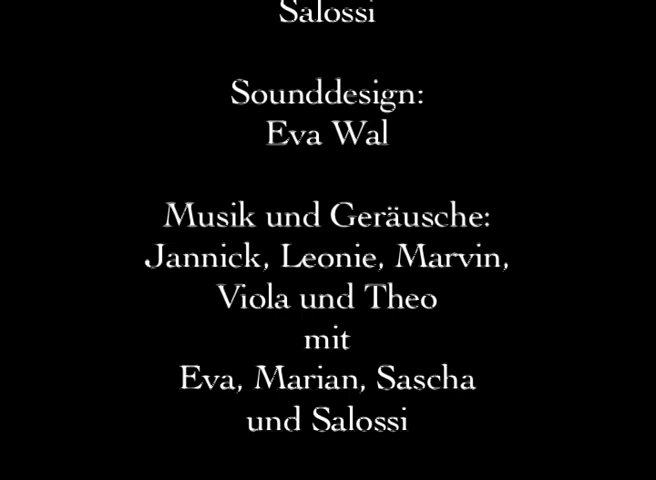 Salossi
Sounddesign:
Eva Wal
Musik und Geräusche:
Jannick, Leonie, Marvin,
Viola und Theo
mit
Eva, Marian, Sascha
und Salossi